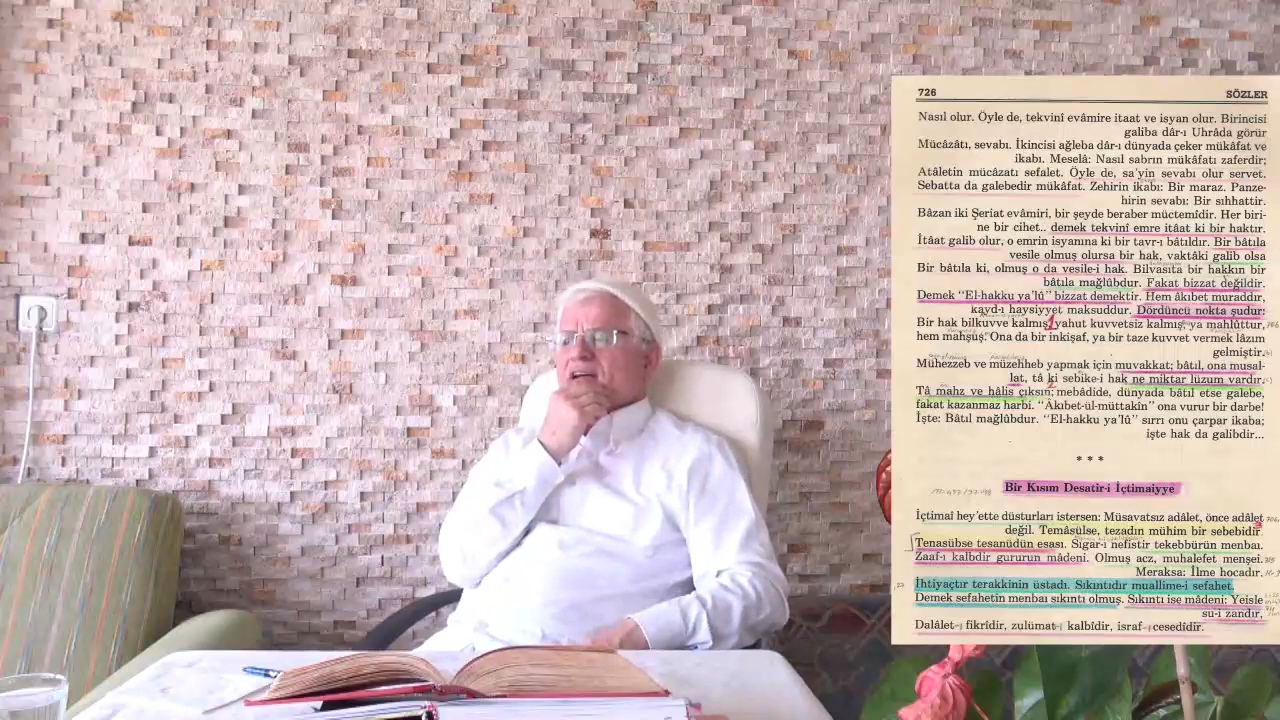 726
SÖZLER
Nasıl olur. Öyle de, tekvinî evâmire itaat ve isyan olur. Birincisi
galiba dâr-ı Uhrâda görür
Mücâzâtı, sevabı. İkincisi ağleba dâr-ı dünyada çeker mükâfat ve
ikabı. Meselâ: Nasıl sabrın mükâfatı zaferdir;
Atâletin mücâzatı sefalet. Öyle de, sa'yin sevabı olur servet.
Sebatta da galebedir mükâfat. Zehirin ikabı: Bir maraz. Panze-
hirin sevabı: Bir sıhhattir.
Bâzan iki Şeriat evâmiri, bir şeyde beraber müctemîdir. Her biri-
ne bir cihet.. demek tekvinî emre itâat ki bir haktır.
İtâat galib olur, o emrin isyanına ki bir tavr-ı bâtıldır. Bir bâtıla
vesile olmuş olursa bir hak, vaktâki galib olsa
Bir bâtıla ki, olmuş o da vesile-i hak. Bilvasıta bir hakkın bir
bâtıla mağlûbdur. Fakat bizzat değildir.
Demek "El-hakku ya'lû" bizzat demektir. Hem âkıbet muraddır,
kayd-ı haysiyyet maksuddur. Dördüncü nokta şudur:
Bir hak bilkuvve kalmış, yahut kuvvetsiz kalmış, ya mahlûttur,
hem mahşuş. Ona da bir inkişaf, ya bir taze kuvvet vermek lâzım
gelmiştir.
Mühezzeb ve müzehheb yapmak için muvakkat; bâtıl, ona musal-
lat, tâ ki sebike-i hak ne miktar lüzum vardır.
Tâ mahz ve hâlis çıksın; mebâdide, dünyada bâtıl etse galebe,
fakat kazanmaz harbi. "Âkıbet-ül-müttakîn" ona vurur bir darbe!
İşte: Bâtıl mağlûbdur. "El-hakku ya'lû" sırrı onu çarpar ikaba;
işte hak da galibdir...
* * *
Bir Kısım Desatir-i İçtimaiyye
İçtimaî hey'ette düsturları istersen: Müsavatsız adâlet, önce adâlet
değil. Temâsülse, tezadın mühim bir sebebidir.
Tenasübse tesanüdün esası. Sıgar-ı nefistir tekebbürün menbaı.
Zaaf-ı kalbdir gururun mâdeni. Olmuş acz, muhalefet menşei.
Meraksa: İlme hocadır.
İhtiyaçtır terakkinin üstadı. Sıkıntıdır muallime-i sefahet.
Demek sefahetin menbaı sıkıntı olmuş. Sıkıntı ise mâdeni: Yeisle
su-i zandır,
Dalâlet-i fikrîdir, zulümat-ı kalbîdir, israf-ı cesedîdir.